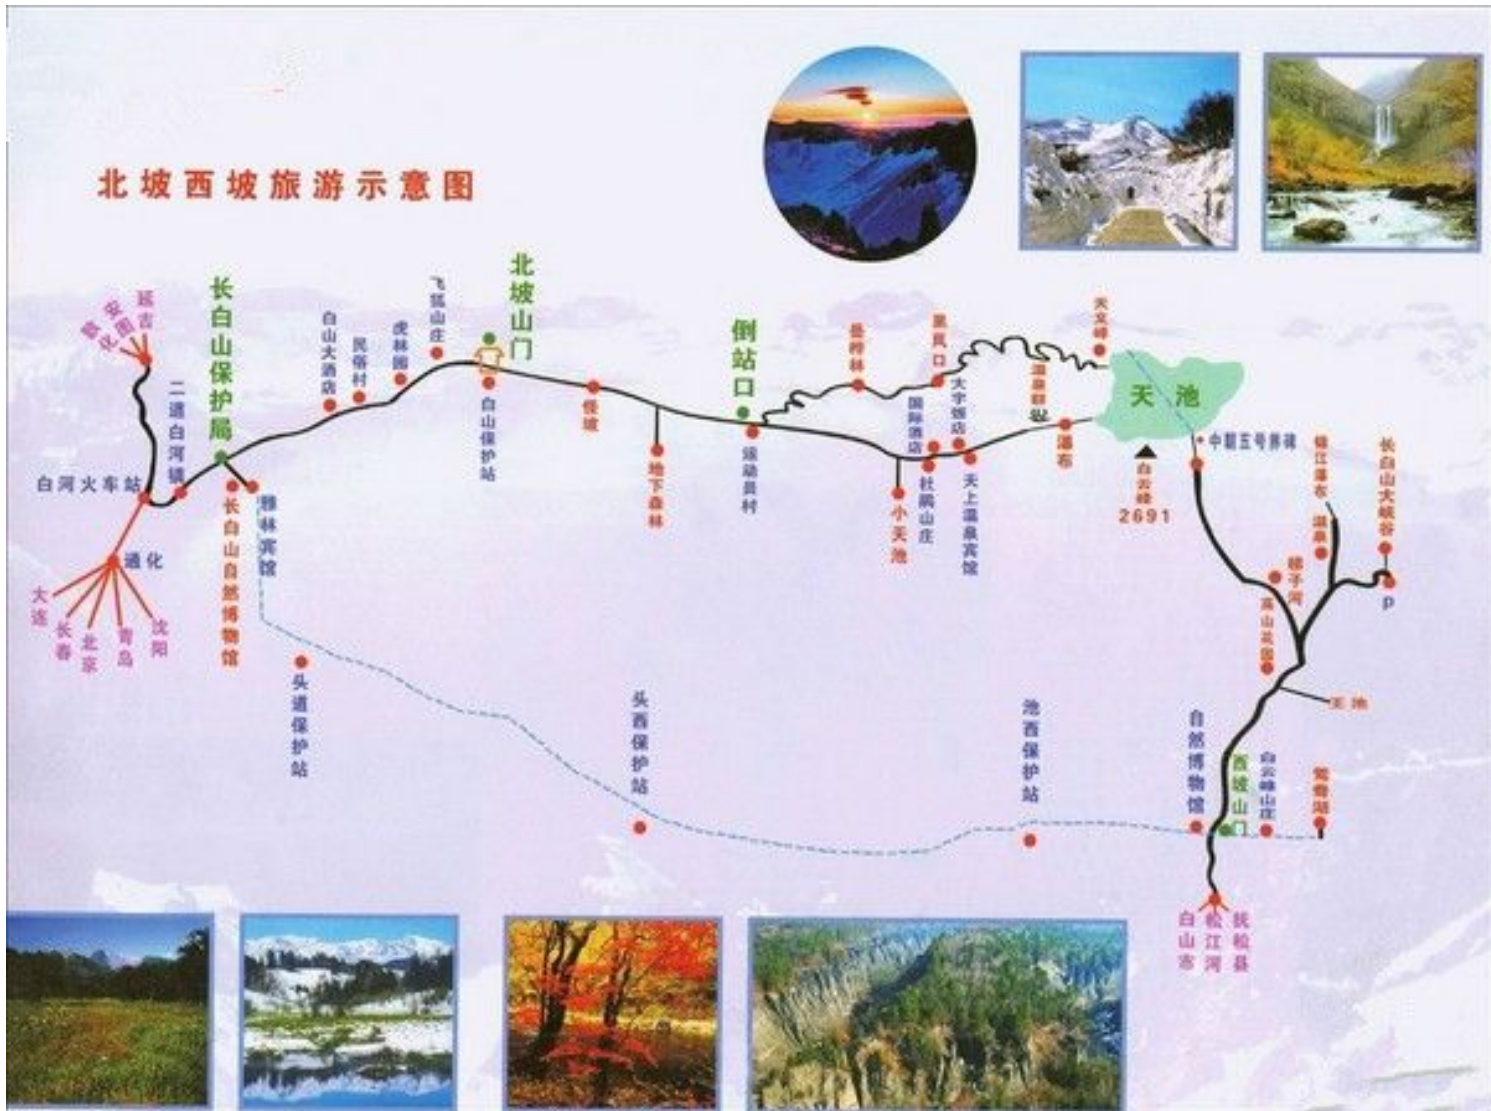 北坡西坡旅游示意图
延吉
安图
敦化
长白山保护局
二道白河镇
白河火车站
通化
大连
长春
北京
青岛
沈阳
长白山自然博物馆
雅林宾馆
白山大酒店
民俗村
虎林园
飞狐山庄
北坡山门
白山保护站
怪坡
地下森林
倒站口
运动员村
岳桦林
黑风口
天文峰
国际酒店
大宇饭店
温泉群
小天池
杜鹃山庄
天上温泉宾馆
瀑布
天池
白云峰
2691
中朝五号界碑
锦江瀑布
温泉
长白山大峡谷
P
梯子河
高山花园
天池
头道保护站
头西保护站
池西保护站
自然博物馆
西坡山门
白云峰山庄
鸳鸯湖
白山市
松江河
抚松县